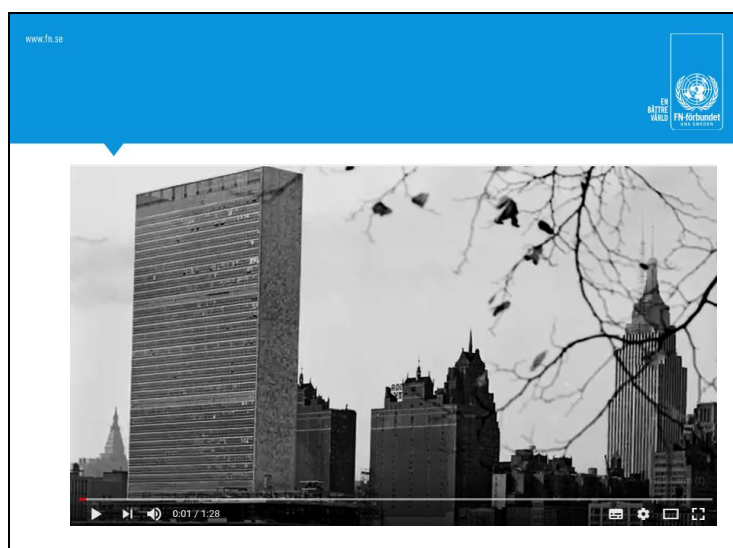 www.fn.se
EN
BÄTTRE
VÄRLD
FN-förbundet
UNA SWEDEN
0:01 / 1:28